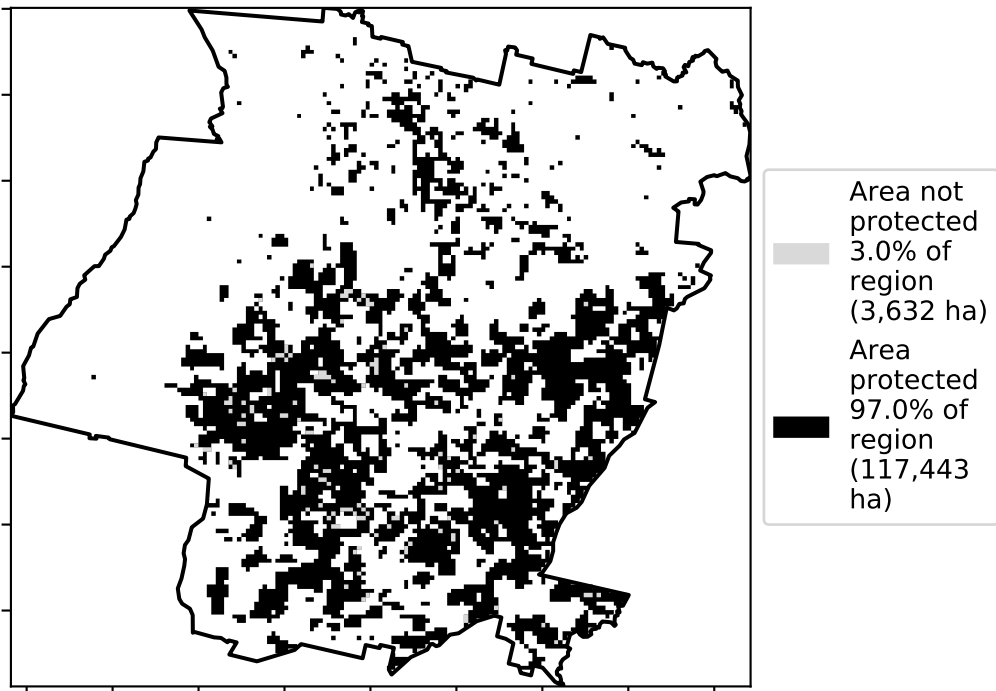 Area not
protected
3.0% of
region
(3,632 ha)
Area
protected
97.0% of
region
(117,443
ha)